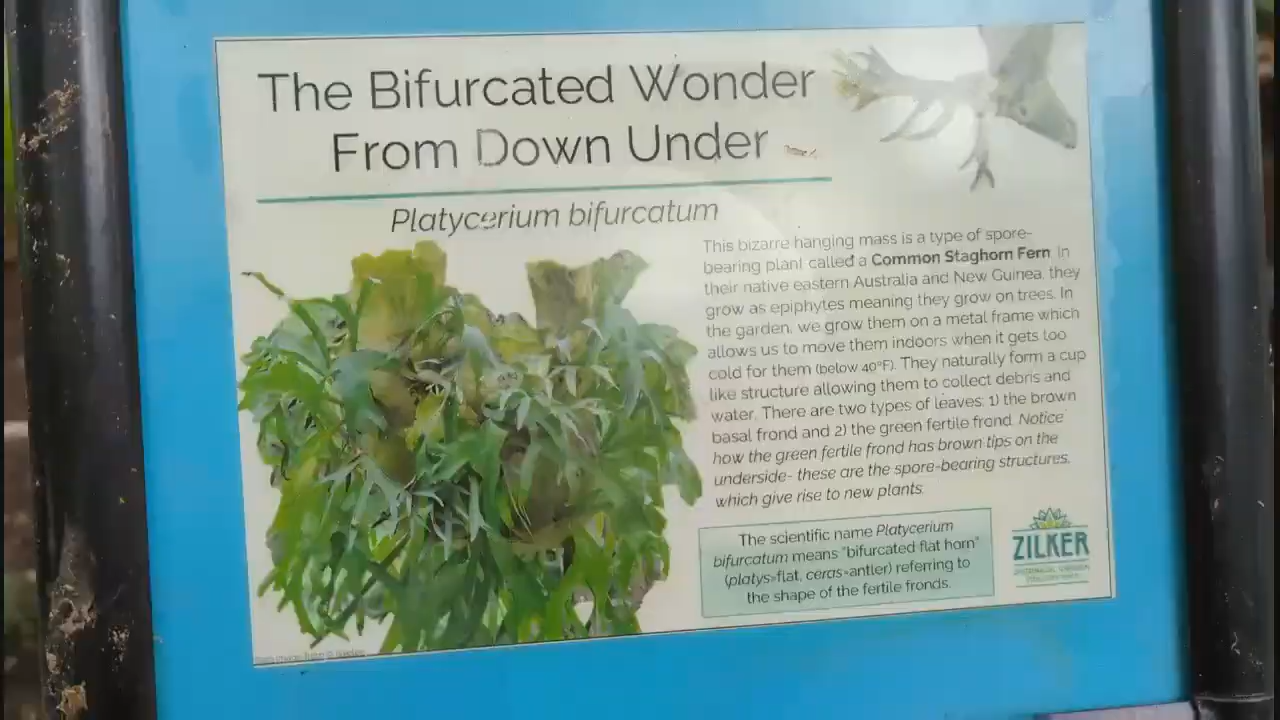 The Bifurcated Wonder
From Down Under
Platycerium bifurcatum
This bizarre hanging mass is a type of spore-
bearing plant called a Common Staghorn Fern. In
their native eastern Australia and New Guinea, they
grow as epiphytes meaning they grow on trees. In
the garden, we grow them on a metal frame which
allows us to move them indoors when it gets too
cold for them (below 40°F). They naturally form a cup
like structure allowing them to collect debris and
water. There are two types of leaves: 1) the brown
basal frond and 2) the green fertile frond. Notice
how the green fertile frond has brown tips on the
underside- these are the spore-bearing structures,
which give rise to new plants.
The scientific name Platycerium
bifurcatum means "bifurcated flat horn"
(platys=flat, ceras=antler) referring to
the shape of the fertile fronds.
ZILKER
BOTANICAL GARDEN